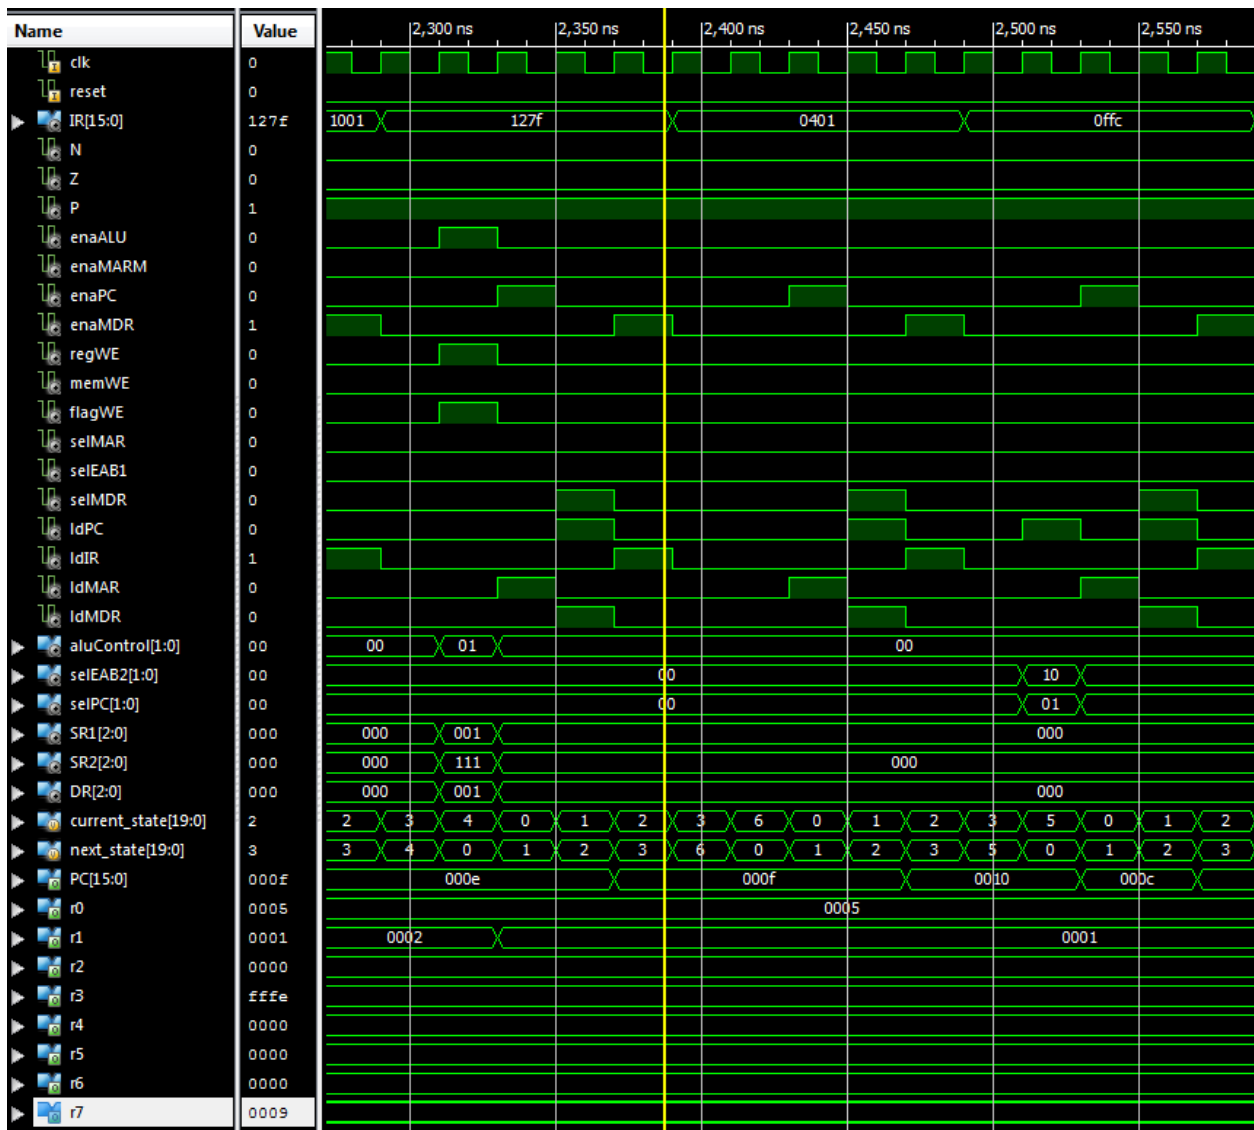 Name Value 2,300 ns 2,350 ns 2,400 ns 2,450 ns 2,500 ns 2,550 ns
clk 0
reset 0
IR[15:0] 127f 1001 127f 0401 0ffc
N 0
Z 0
P 1
enaALU 0
enaMARM 0
enaPC 0
enaMDR 1
regWE 0
memWE 0
flagWE 0
selMAR 0
selEAB1 0
selMDR 0
ldPC 0
ldIR 1
ldMAR 0
ldMDR 0
aluControl[1:0] 00 00 01 00
selEAB2[1:0] 00 00 10
selPC[1:0] 00 00 01
SR1[2:0] 000 000 001 000
SR2[2:0] 000 000 111 000
DR[2:0] 000 000 001 000
current_state[19:0] 2 2 3 4 0 1 2 3 6 0 1 2 3 5 0 1 2
next_state[19:0] 3 3 4 0 1 2 3 6 0 1 2 3 5 0 1 2 3
PC[15:0] 000f 000e 000f 0010 000c
r0 0005 0005
r1 0001 0002 0001
r2 0000
r3 fffe
r4 0000
r5 0000
r6 0000
r7 0009